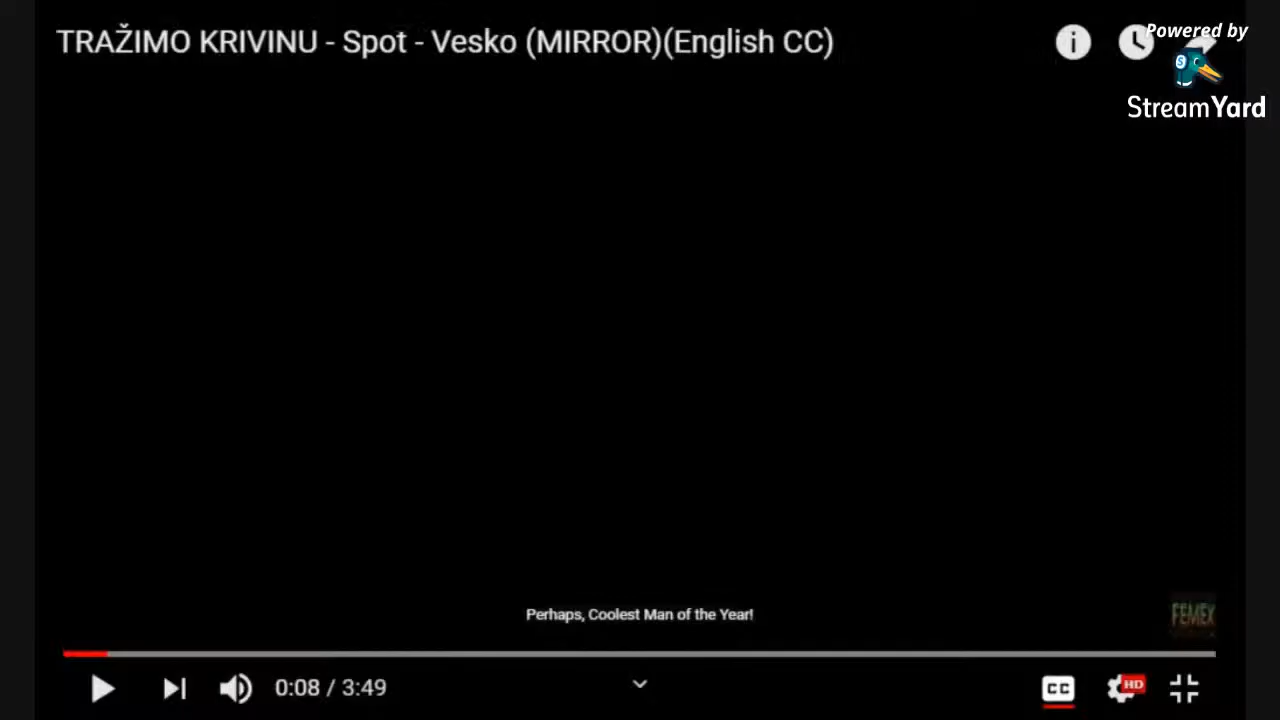 TRAŽIMO KRIVINU - Spot - Vesko (MIRROR)(English CC)
Powered by
StreamYard
Perhaps, Coolest Man of the Year!
FEMEX
0:08 / 3:49
CC
HD